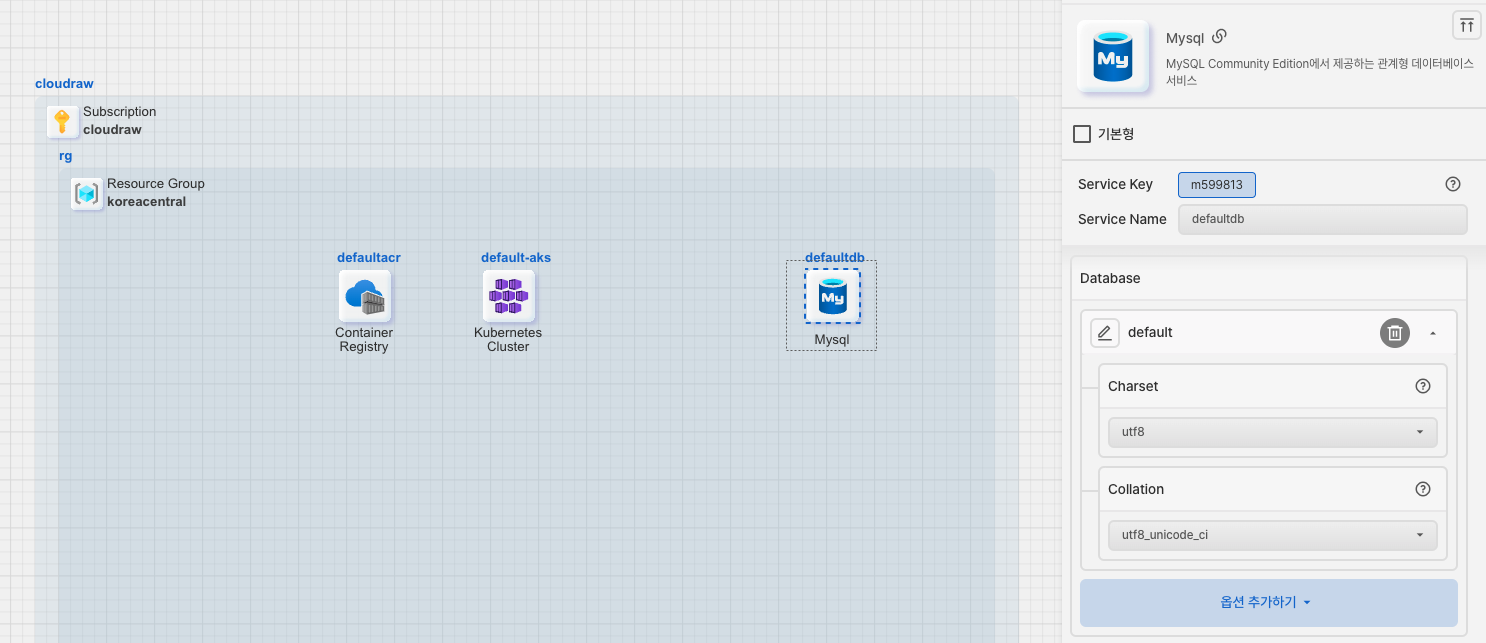 cloudraw
Subscription
cloudraw
rg
Resource Group
koreacentral
defaultacr
Container
Registry
default-aks
Kubernetes
Cluster
defaultdb
My
Mysql
My
Mysql
MySQL Community Edition에서 제공하는 관계형 데이터베이스
서비스
기본형
Service Key
m599813
Service Name
defaultdb
Database
default
Charset
utf8
Collation
utf8_unicode_ci
옵션 추가하기